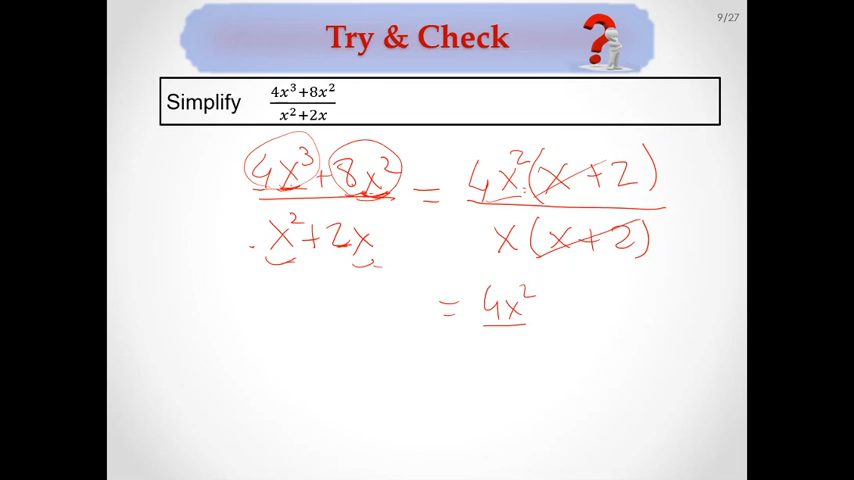 9/27
Try & Check
Simplify (4x³+8x²)/(x²+2x)
(4x³ + 8x²)/(x² + 2x) = (4x²(x+2))/(x(x+2))
= 4x²